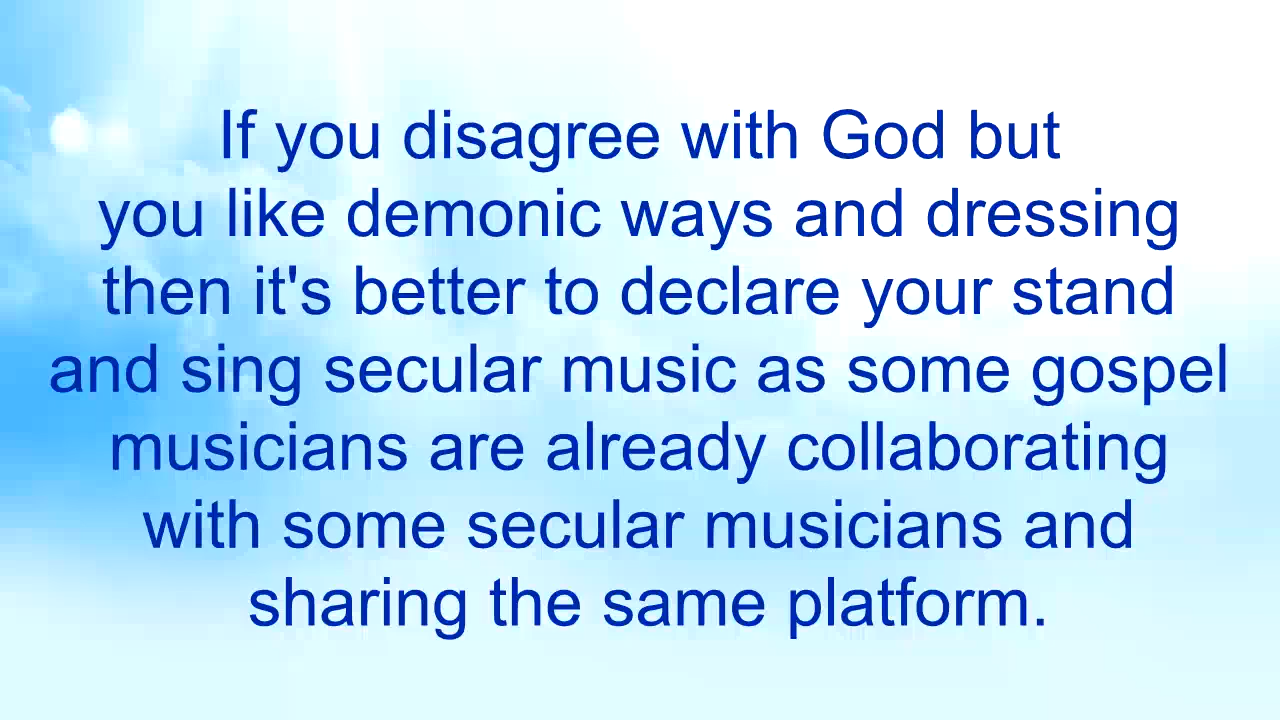 If you disagree with God but
you like demonic ways and dressing
then it's better to declare your stand
and sing secular music as some gospel
musicians are already collaborating
with some secular musicians and
sharing the same platform.